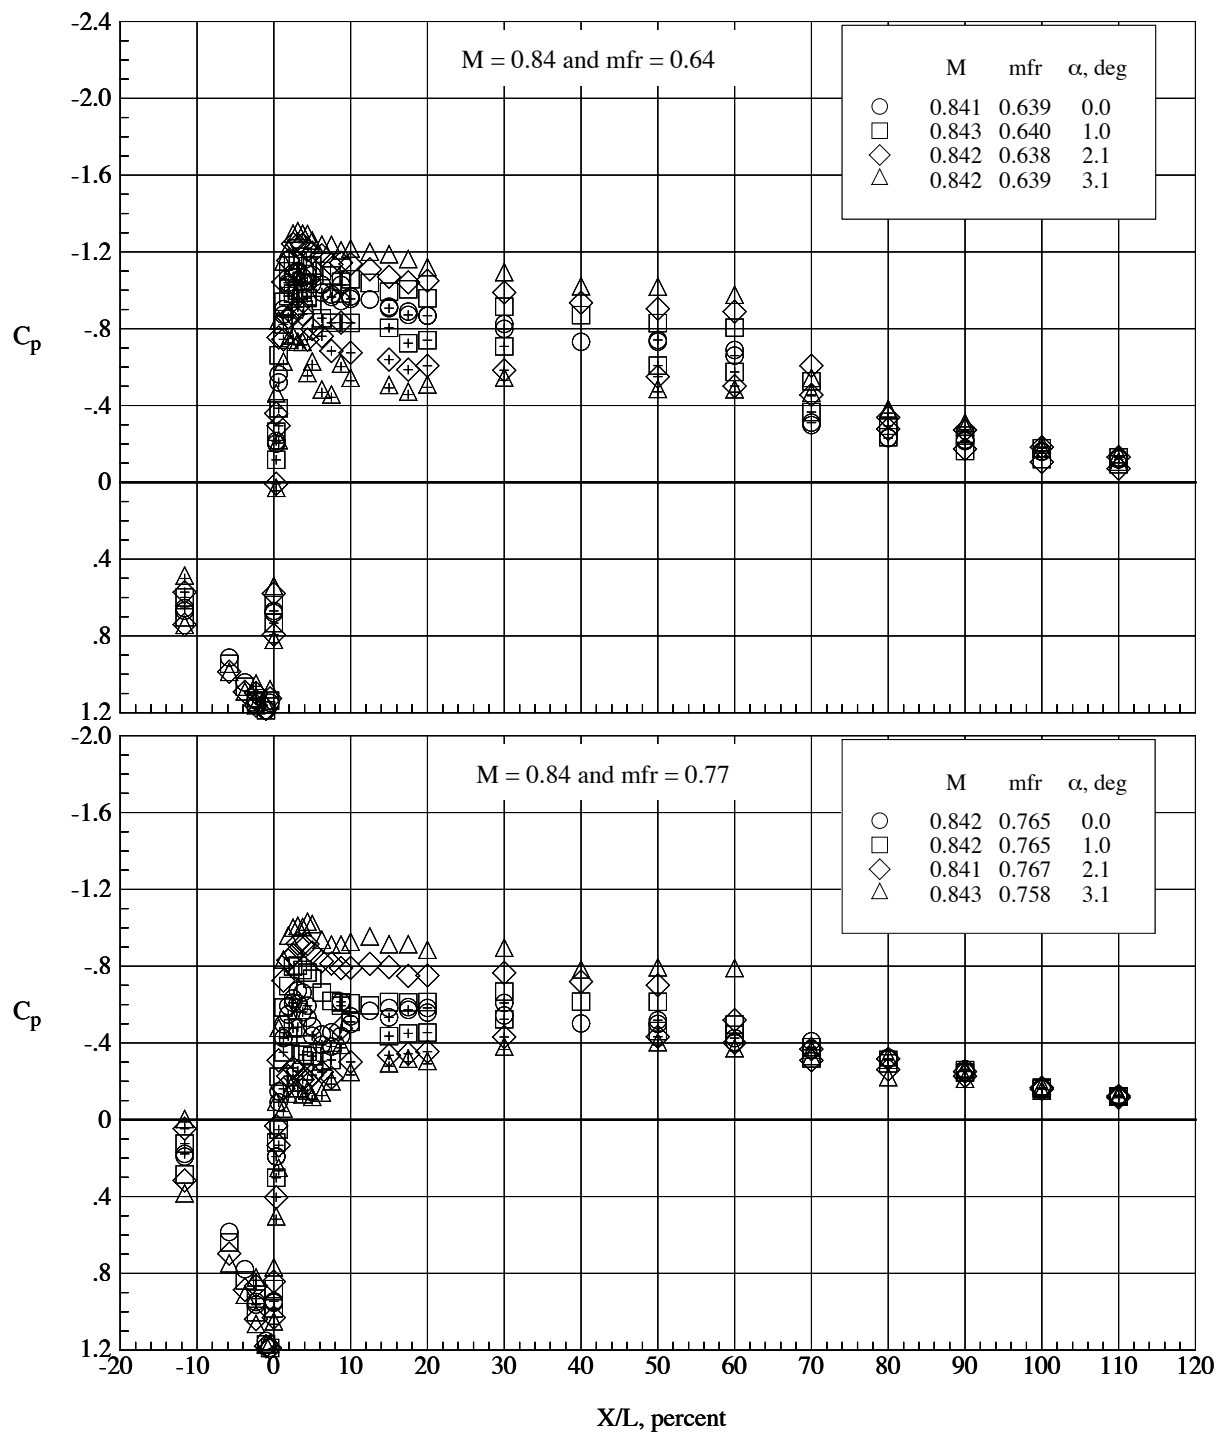 -2.4
M = 0.84 and mfr = 0.64
M mfr α, deg
0.841 0.639 0.0
0.843 0.640 1.0
0.842 0.638 2.1
0.842 0.639 3.1
-2.0
-1.6
-1.2
Cp
-.8
-.4
0
.4
.8
1.2
-2.0
M = 0.84 and mfr = 0.77
M mfr α, deg
0.842 0.765 0.0
0.842 0.765 1.0
0.841 0.767 2.1
0.843 0.758 3.1
-1.6
-1.2
-.8
Cp
-.4
0
.4
.8
1.2
-20 -10 0 10 20 30 40 50 60 70 80 90 100 110 120
X/L, percent